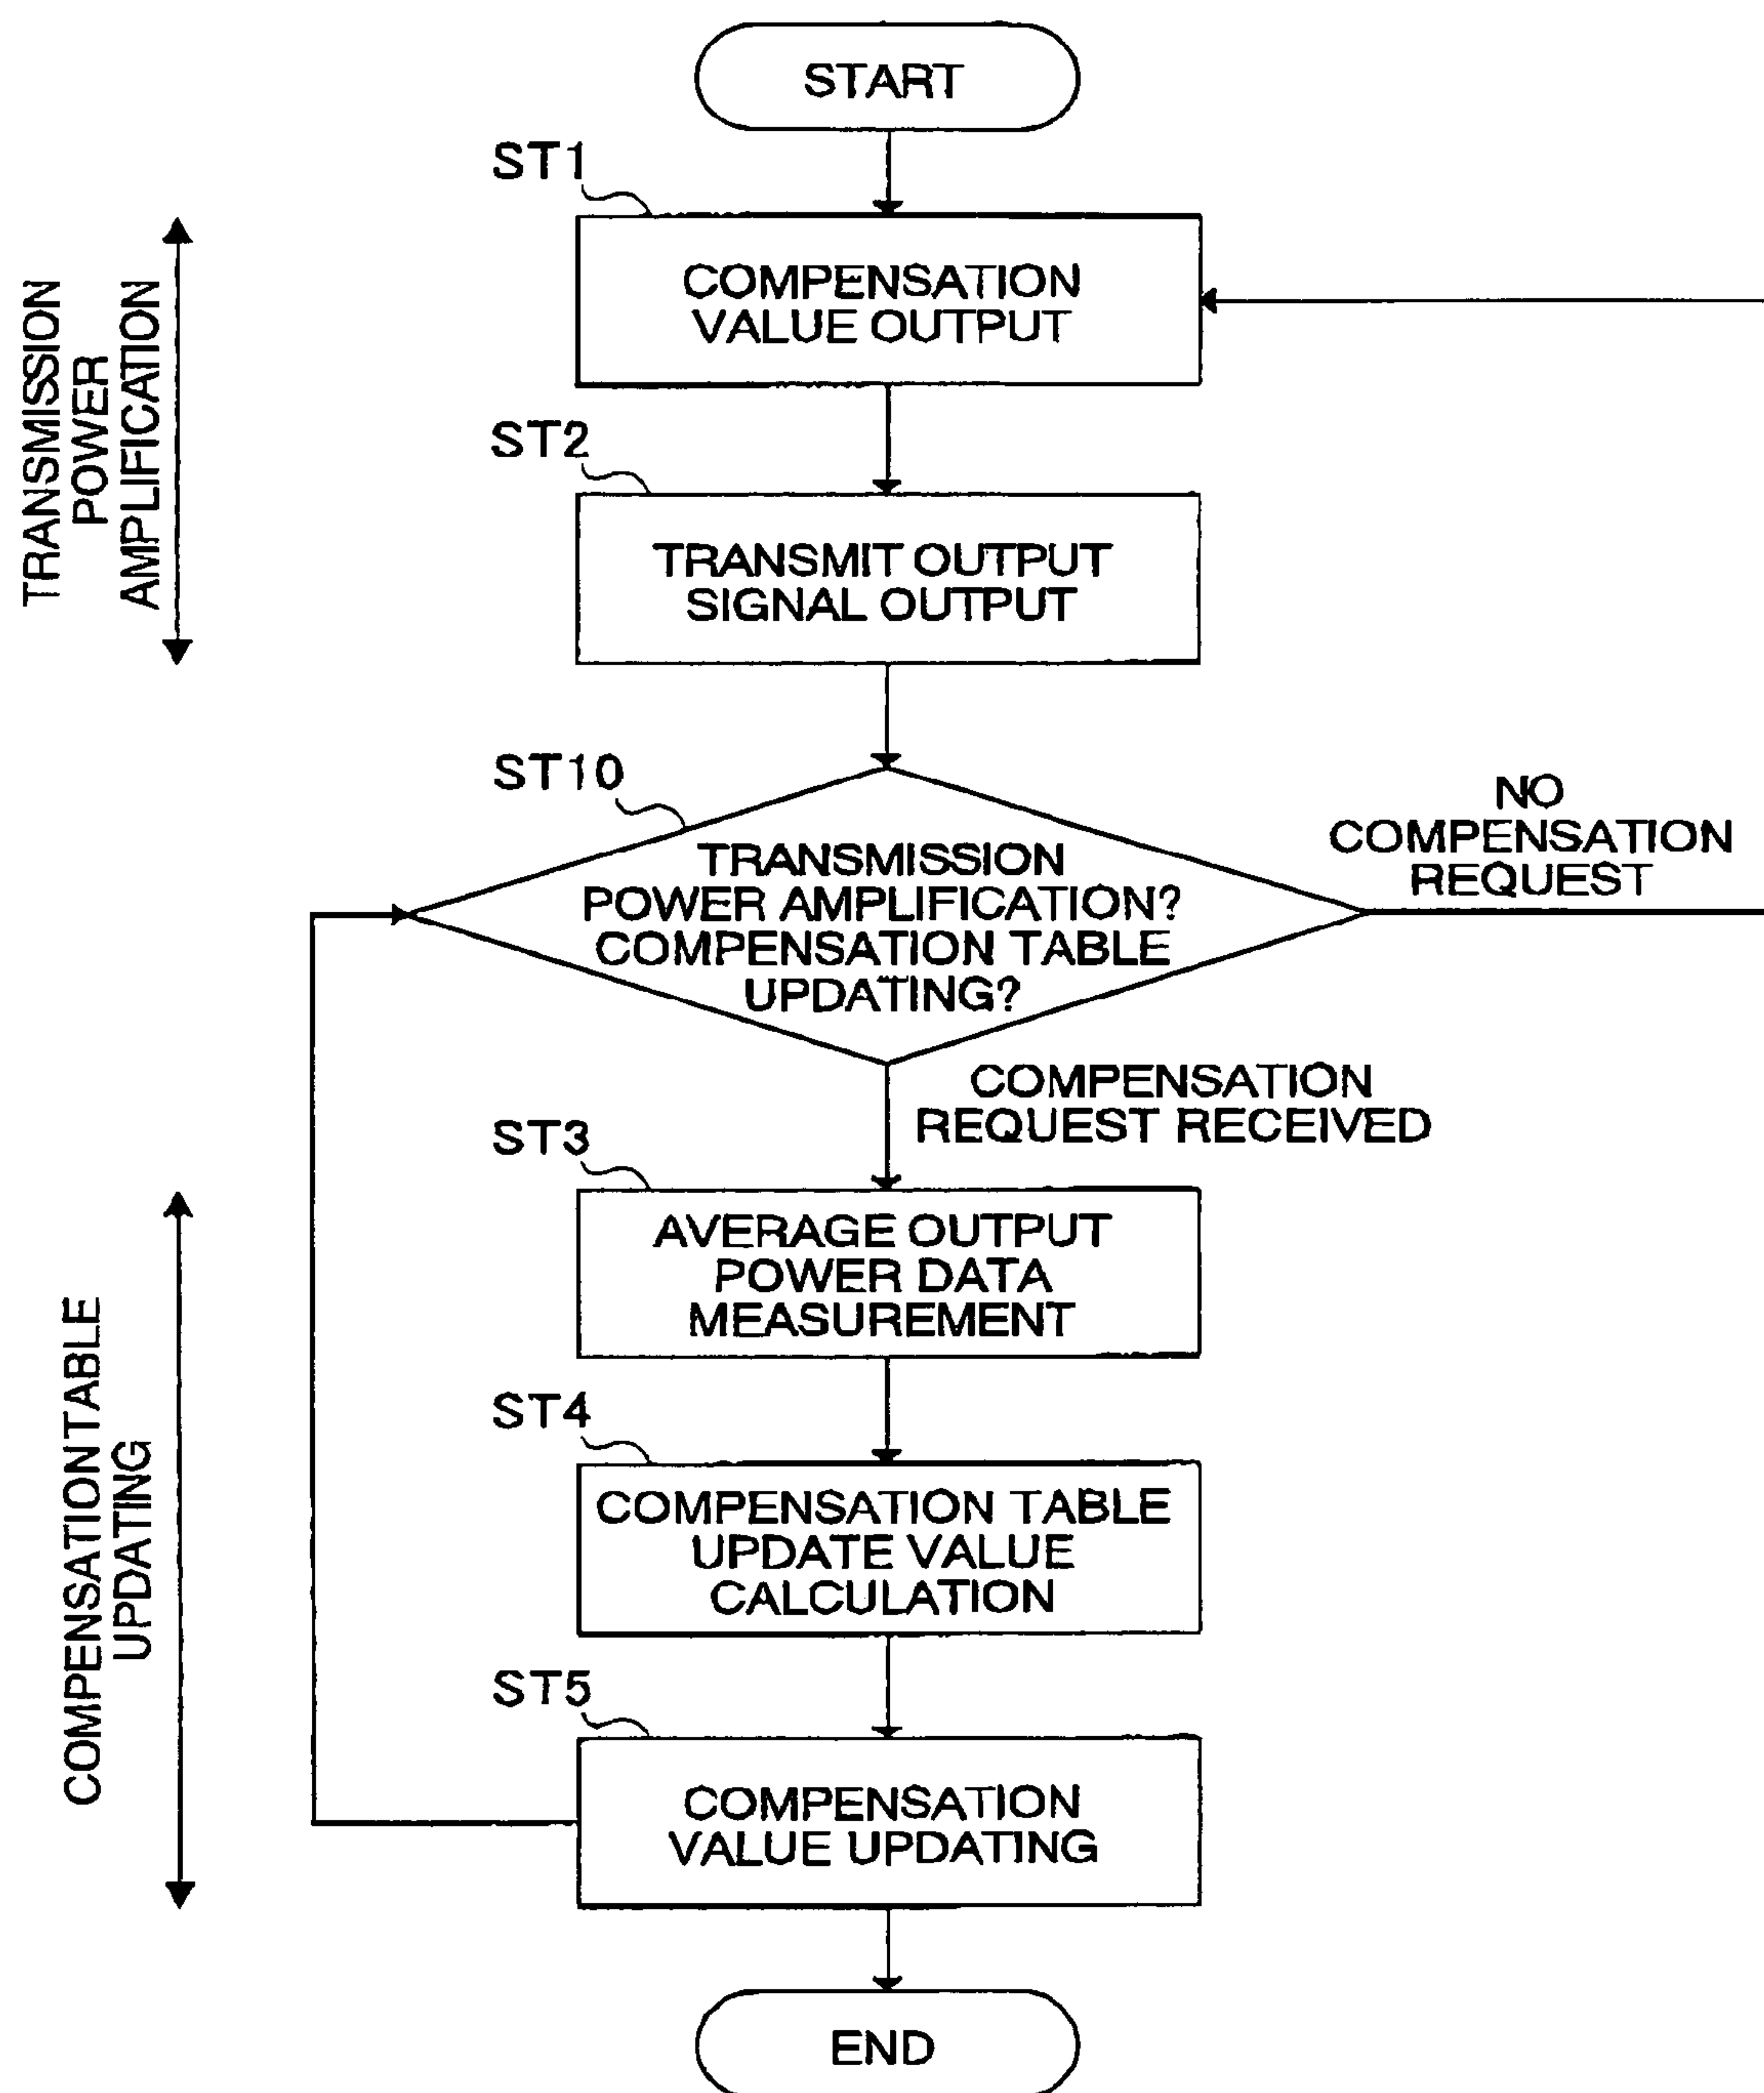 START
ST1
COMPENSATION
VALUE OUTPUT
TRANSMISSION
POWER
AMPLIFICATION
ST2
TRANSMIT OUTPUT
SIGNAL OUTPUT
ST10
TRANSMISSION
POWER AMPLIFICATION?
COMPENSATION TABLE
UPDATING?
NO
COMPENSATION
REQUEST
COMPENSATION
REQUEST RECEIVED
ST3
AVERAGE OUTPUT
POWER DATA
MEASUREMENT
COMPENSATION TABLE
UPDATING
ST4
COMPENSATION TABLE
UPDATE VALUE
CALCULATION
ST5
COMPENSATION
VALUE UPDATING
END